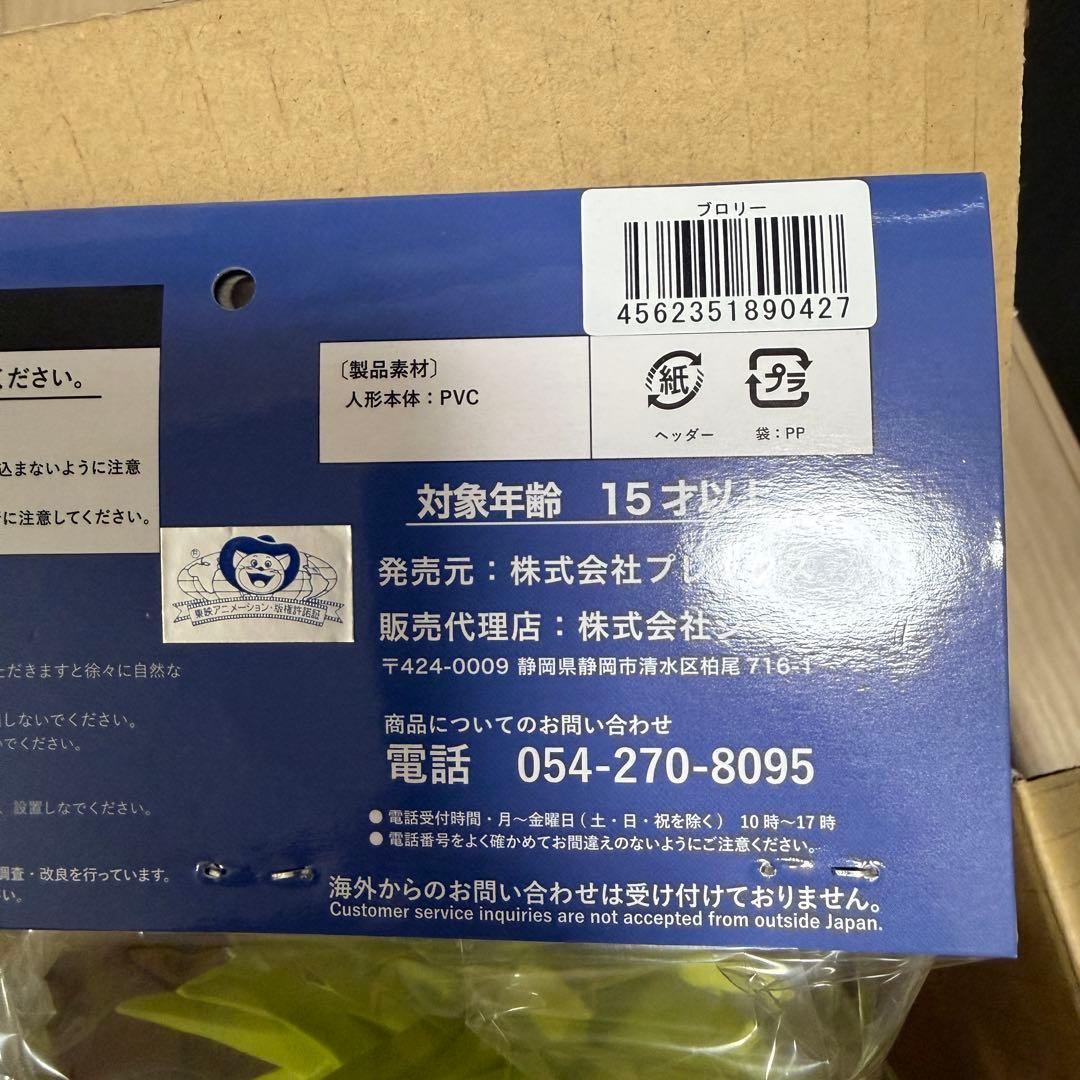 ブロリー
4562351890427
〔製品素材〕
人形本体：PVC
紙
プラ
ヘッダー
袋：PP
ください。
込まないように注意
に注意してください。
対象年齢　15才以上
東映アニメーション・版権許諾証
発売元：株式会社プレ
販売代理店：株式会社
〒424-0009 静岡県静岡市清水区柏尾 716-1
ただきますと徐々に自然な
しないでください。
いでください。
、設置しなでください。
調査・改良を行っています。
さい。
商品についてのお問い合わせ
電話　054-270-8095
● 電話受付時間・月～金曜日（土・日・祝を除く）　10時～17時
● 電話番号をよく確かめてお間違えのないようにご注意ください。
海外からのお問い合わせは受け付けておりません。
Customer service inquiries are not accepted from outside Japan.